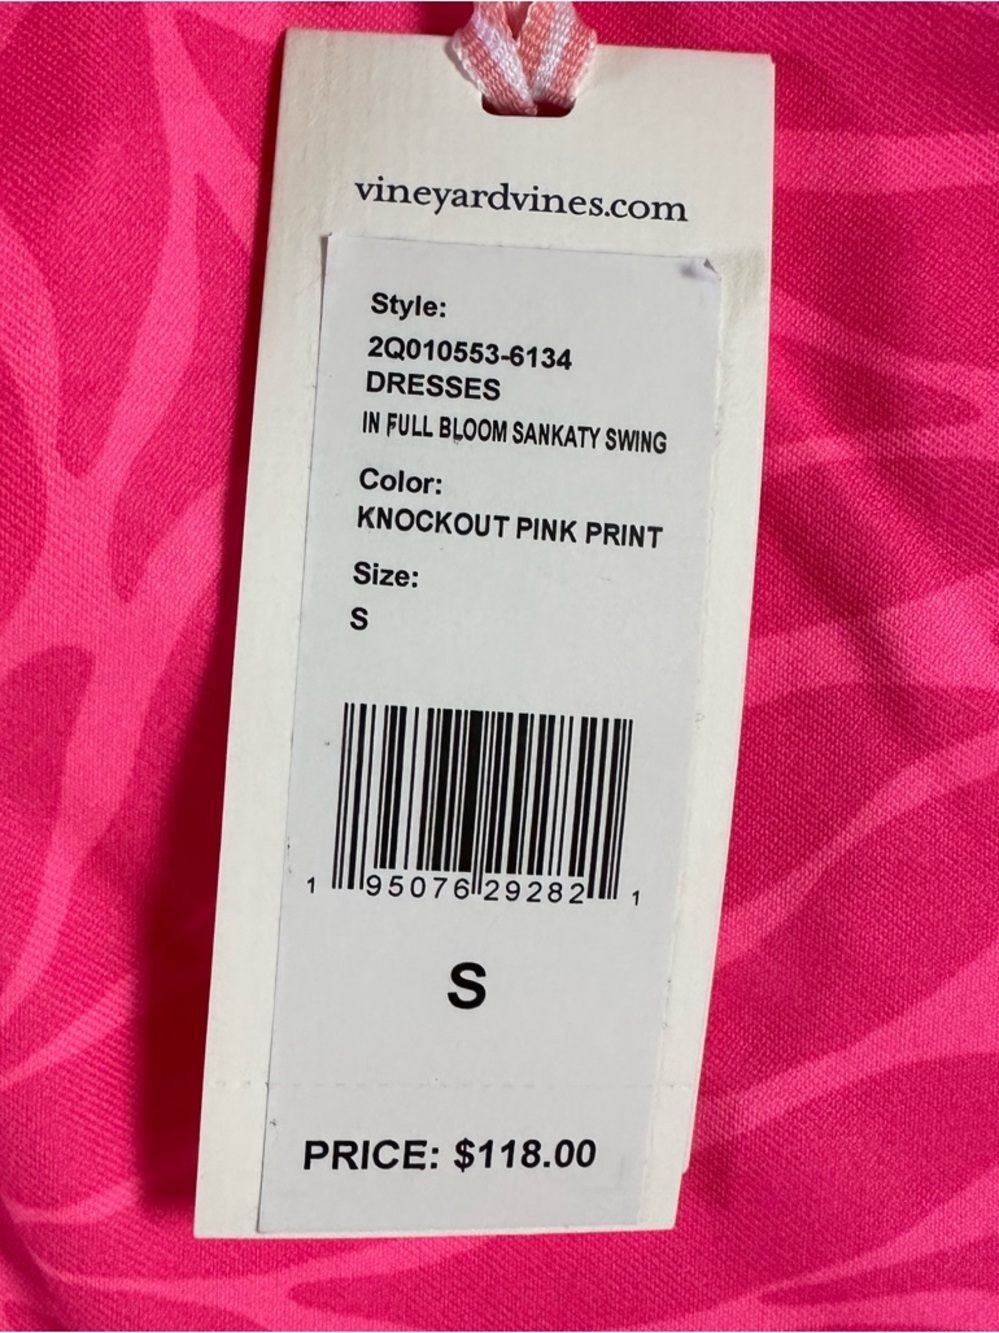 vineyardvines.com
Style:
2Q010553-6134
DRESSES
IN FULL BLOOM SANKATY SWING
Color:
KNOCKOUT PINK PRINT
Size:
S
1 95076 29282 1
S
PRICE: $118.00